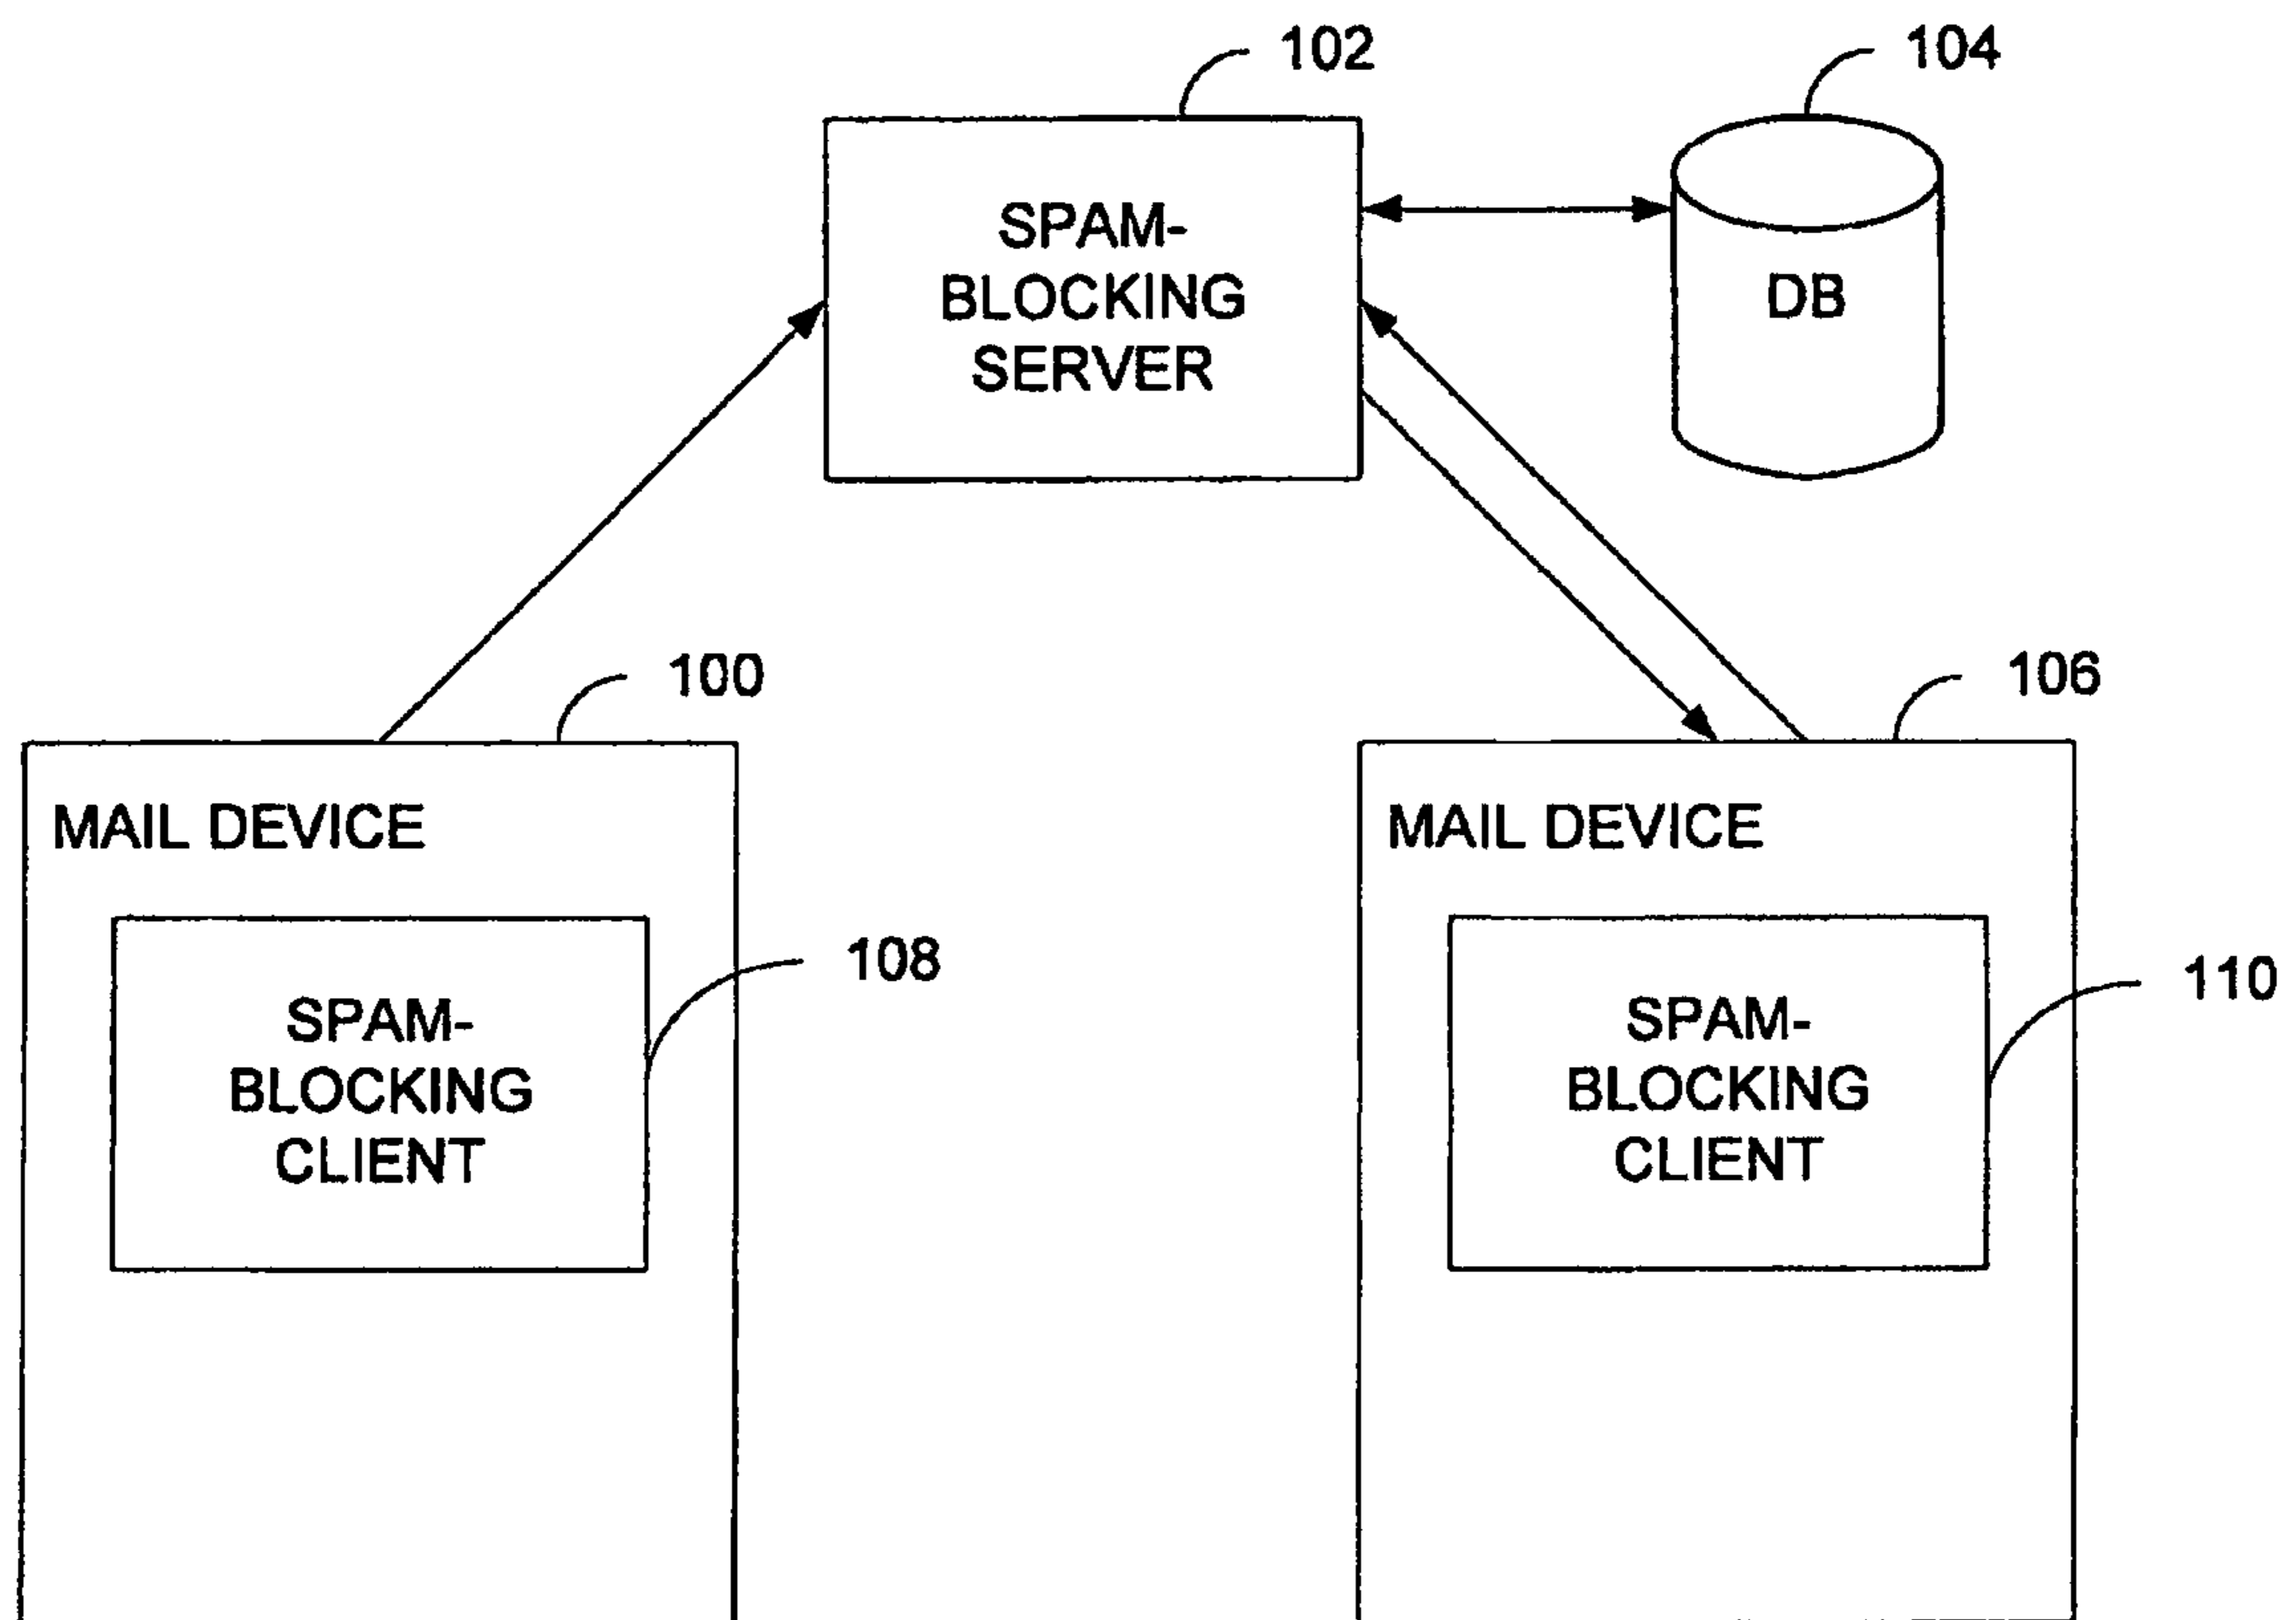 102
104
SPAM-
BLOCKING
SERVER
DB
100
106
MAIL DEVICE
MAIL DEVICE
108
110
SPAM-
BLOCKING
CLIENT
SPAM-
BLOCKING
CLIENT